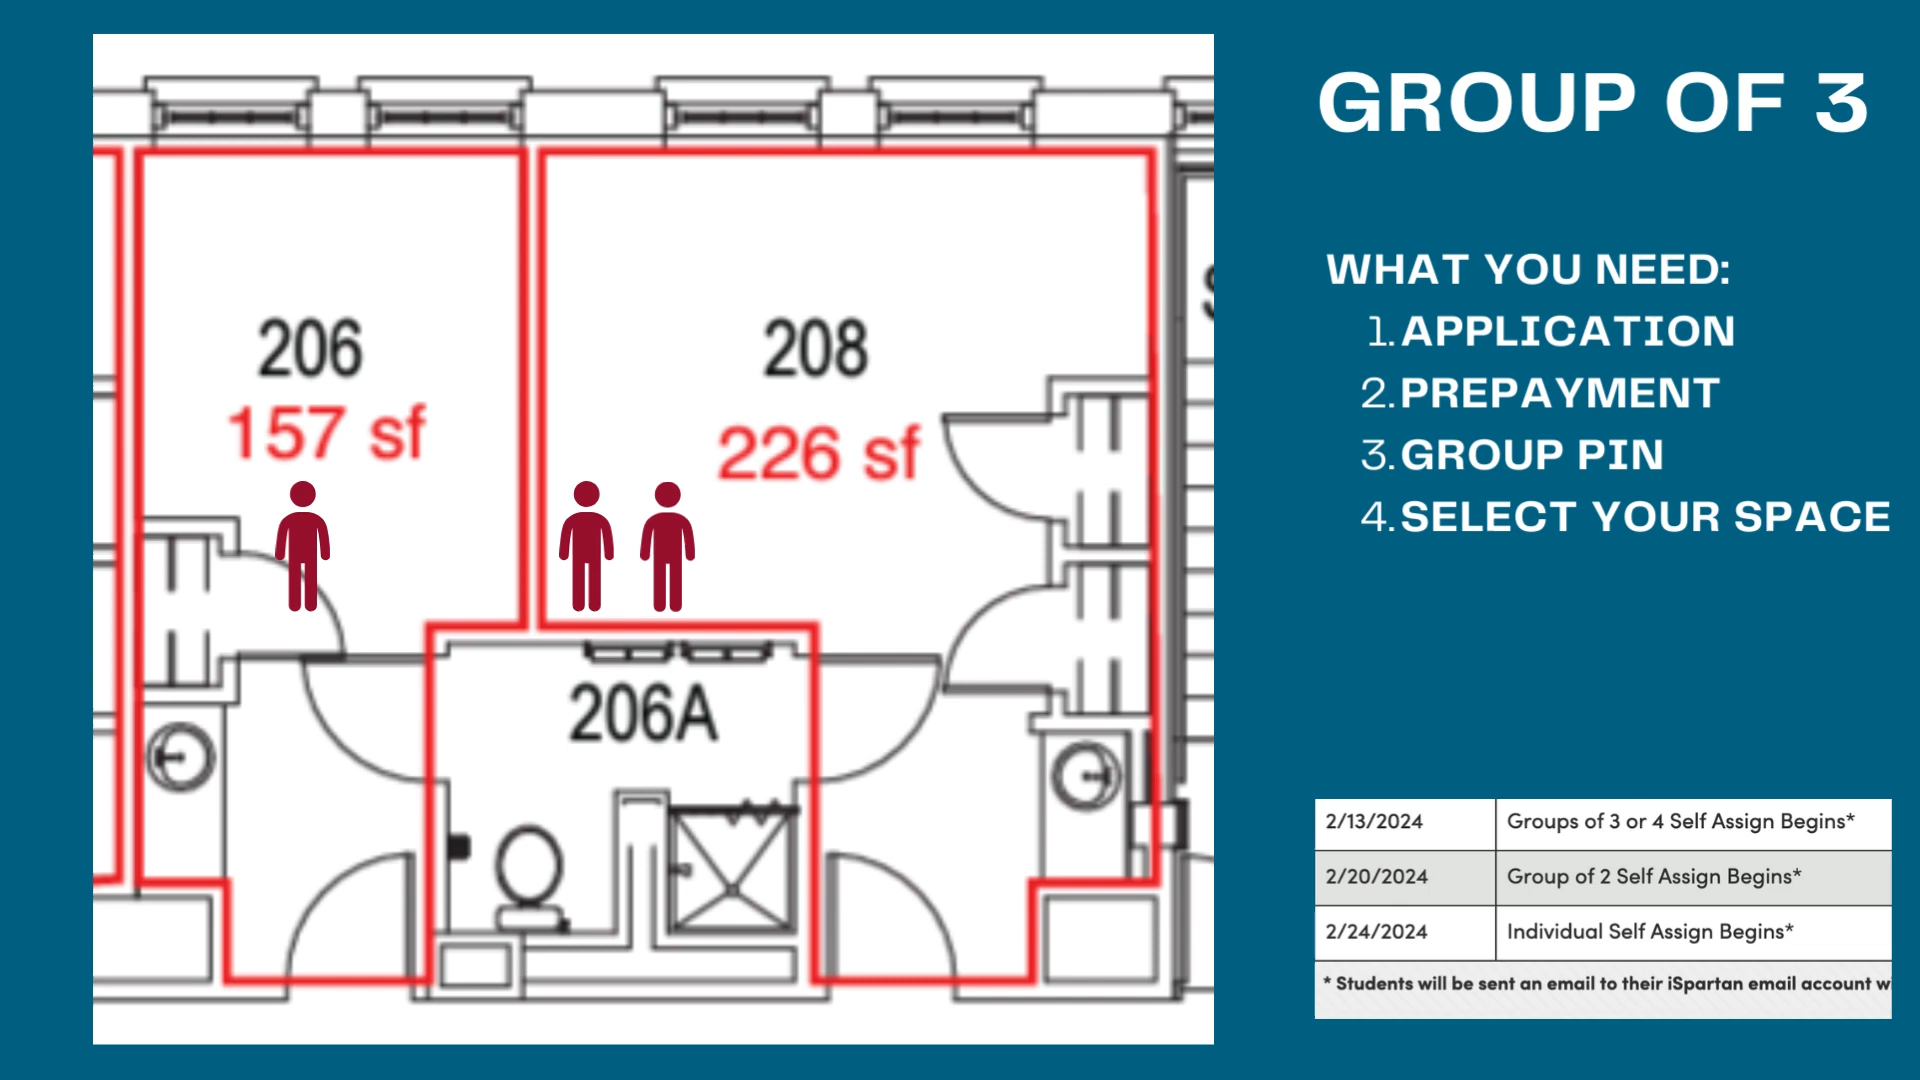 GROUP OF 3
WHAT YOU NEED:
1. APPLICATION
2. PREPAYMENT
3. GROUP PIN
4. SELECT YOUR SPACE
206
157 sf
208
226 sf
206A
2/13/2024 Groups of 3 or 4 Self Assign Begins*
2/20/2024 Group of 2 Self Assign Begins*
2/24/2024 Individual Self Assign Begins*
* Students will be sent an email to their iSpartan email account